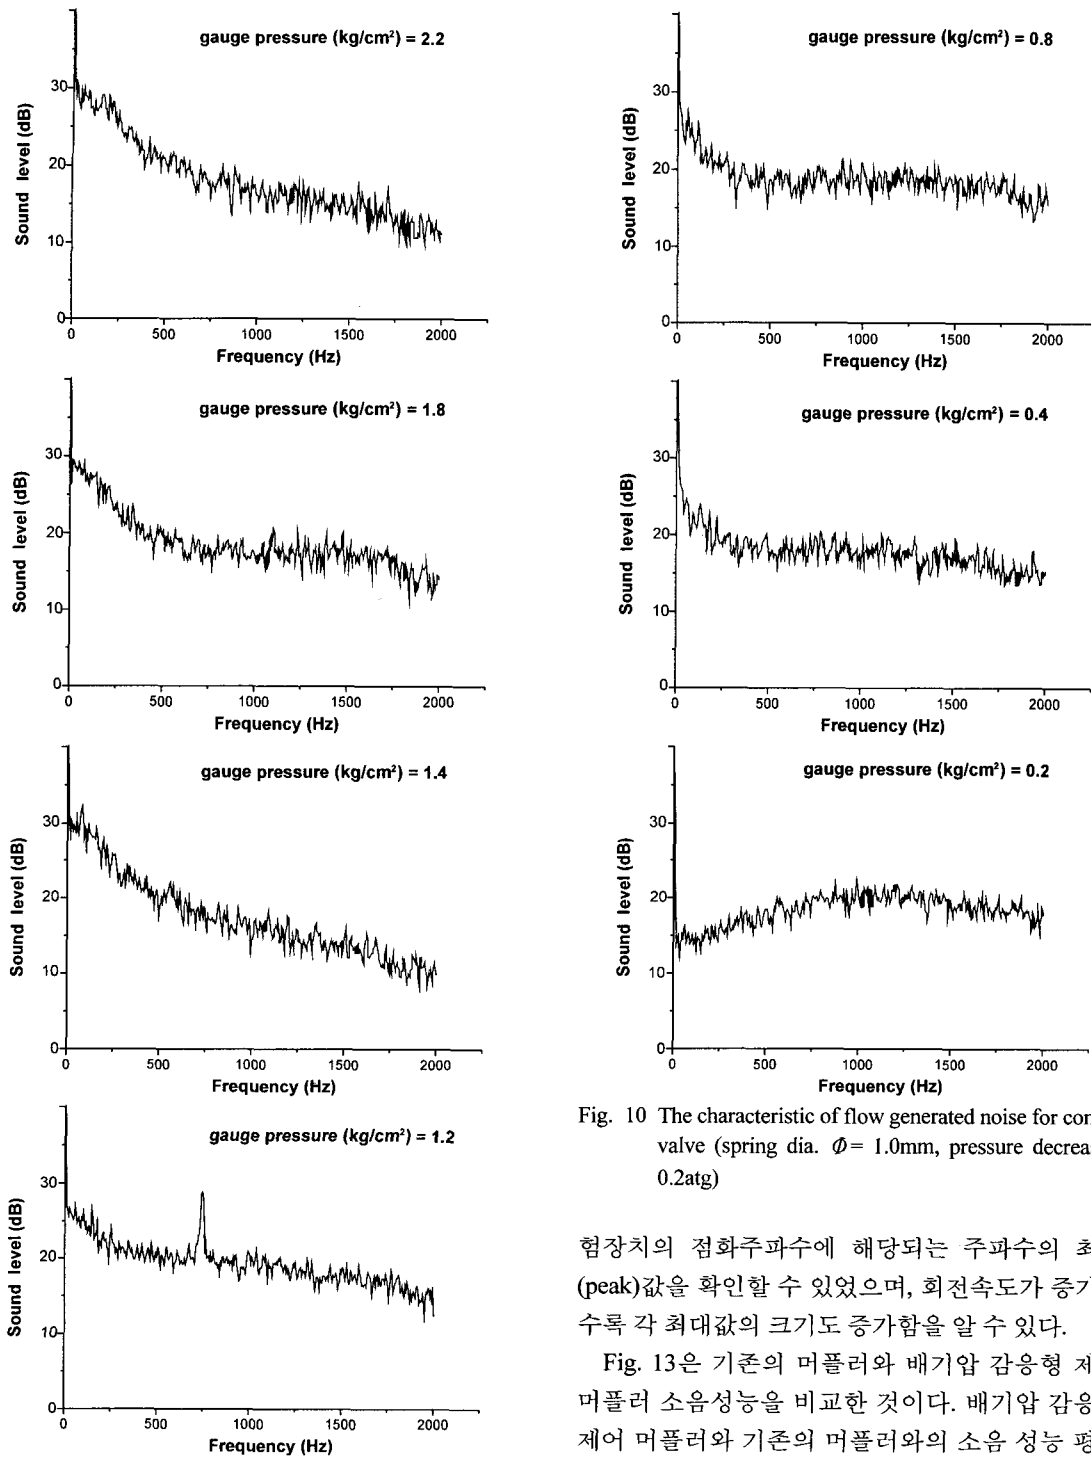 gauge pressure (kg/cm²) = 2.2
Sound level (dB)
30
20
10
0
0 500 1000 1500 2000
Frequency (Hz)
gauge pressure (kg/cm²) = 1.8
Sound level (dB)
30
20
10
0
0 500 1000 1500 2000
Frequency (Hz)
gauge pressure (kg/cm²) = 1.4
Sound level (dB)
30
20
10
0
0 500 1000 1500 2000
Frequency (Hz)
gauge pressure (kg/cm²) = 1.2
Sound level (dB)
30
20
10
0
0 500 1000 1500 2000
Frequency (Hz)
gauge pressure (kg/cm²) = 0.8
Sound level (dB)
30
20
10
0
0 500 1000 1500 2000
Frequency (Hz)
gauge pressure (kg/cm²) = 0.4
Sound level (dB)
30
20
10
0
0 500 1000 1500 2000
Frequency (Hz)
gauge pressure (kg/cm²) = 0.2
Sound level (dB)
30
20
10
0
0 500 1000 1500 2000
Frequency (Hz)
Fig. 10 The characteristic of flow generated noise for con
valve (spring dia. Φ= 1.0mm, pressure decrea
0.2atg)
험장치의 점화주파수에 해당되는 주파수의 최
(peak)값을 확인할 수 있었으며, 회전속도가 증가
수록 각 최대값의 크기도 증가함을 알 수 있다.
Fig. 13은 기존의 머플러와 배기압 감응형 제
머플러 소음성능을 비교한 것이다. 배기압 감응
제어 머플러와 기존의 머플러와의 소음 성능 평